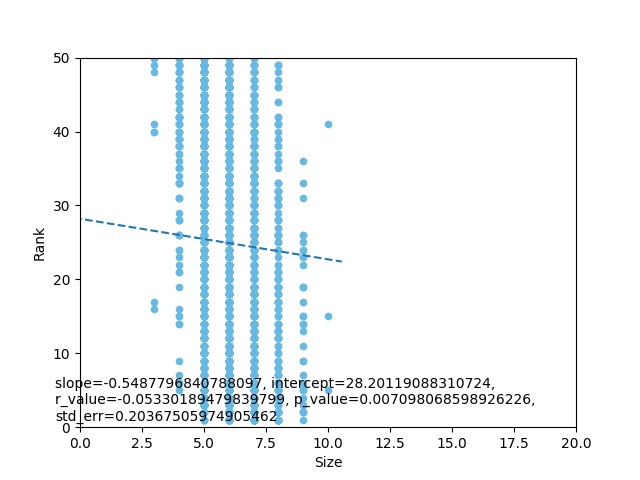 50
40
30
20
10
0
Rank
slope=-0.5487796840788097, intercept=28.20119088310724,
r_value=-0.05330189479839799, p_value=0.007098068598926226,
std_err=0.20367505974905462
0.0 2.5 5.0 7.5 10.0 12.5 15.0 17.5 20.0
Size